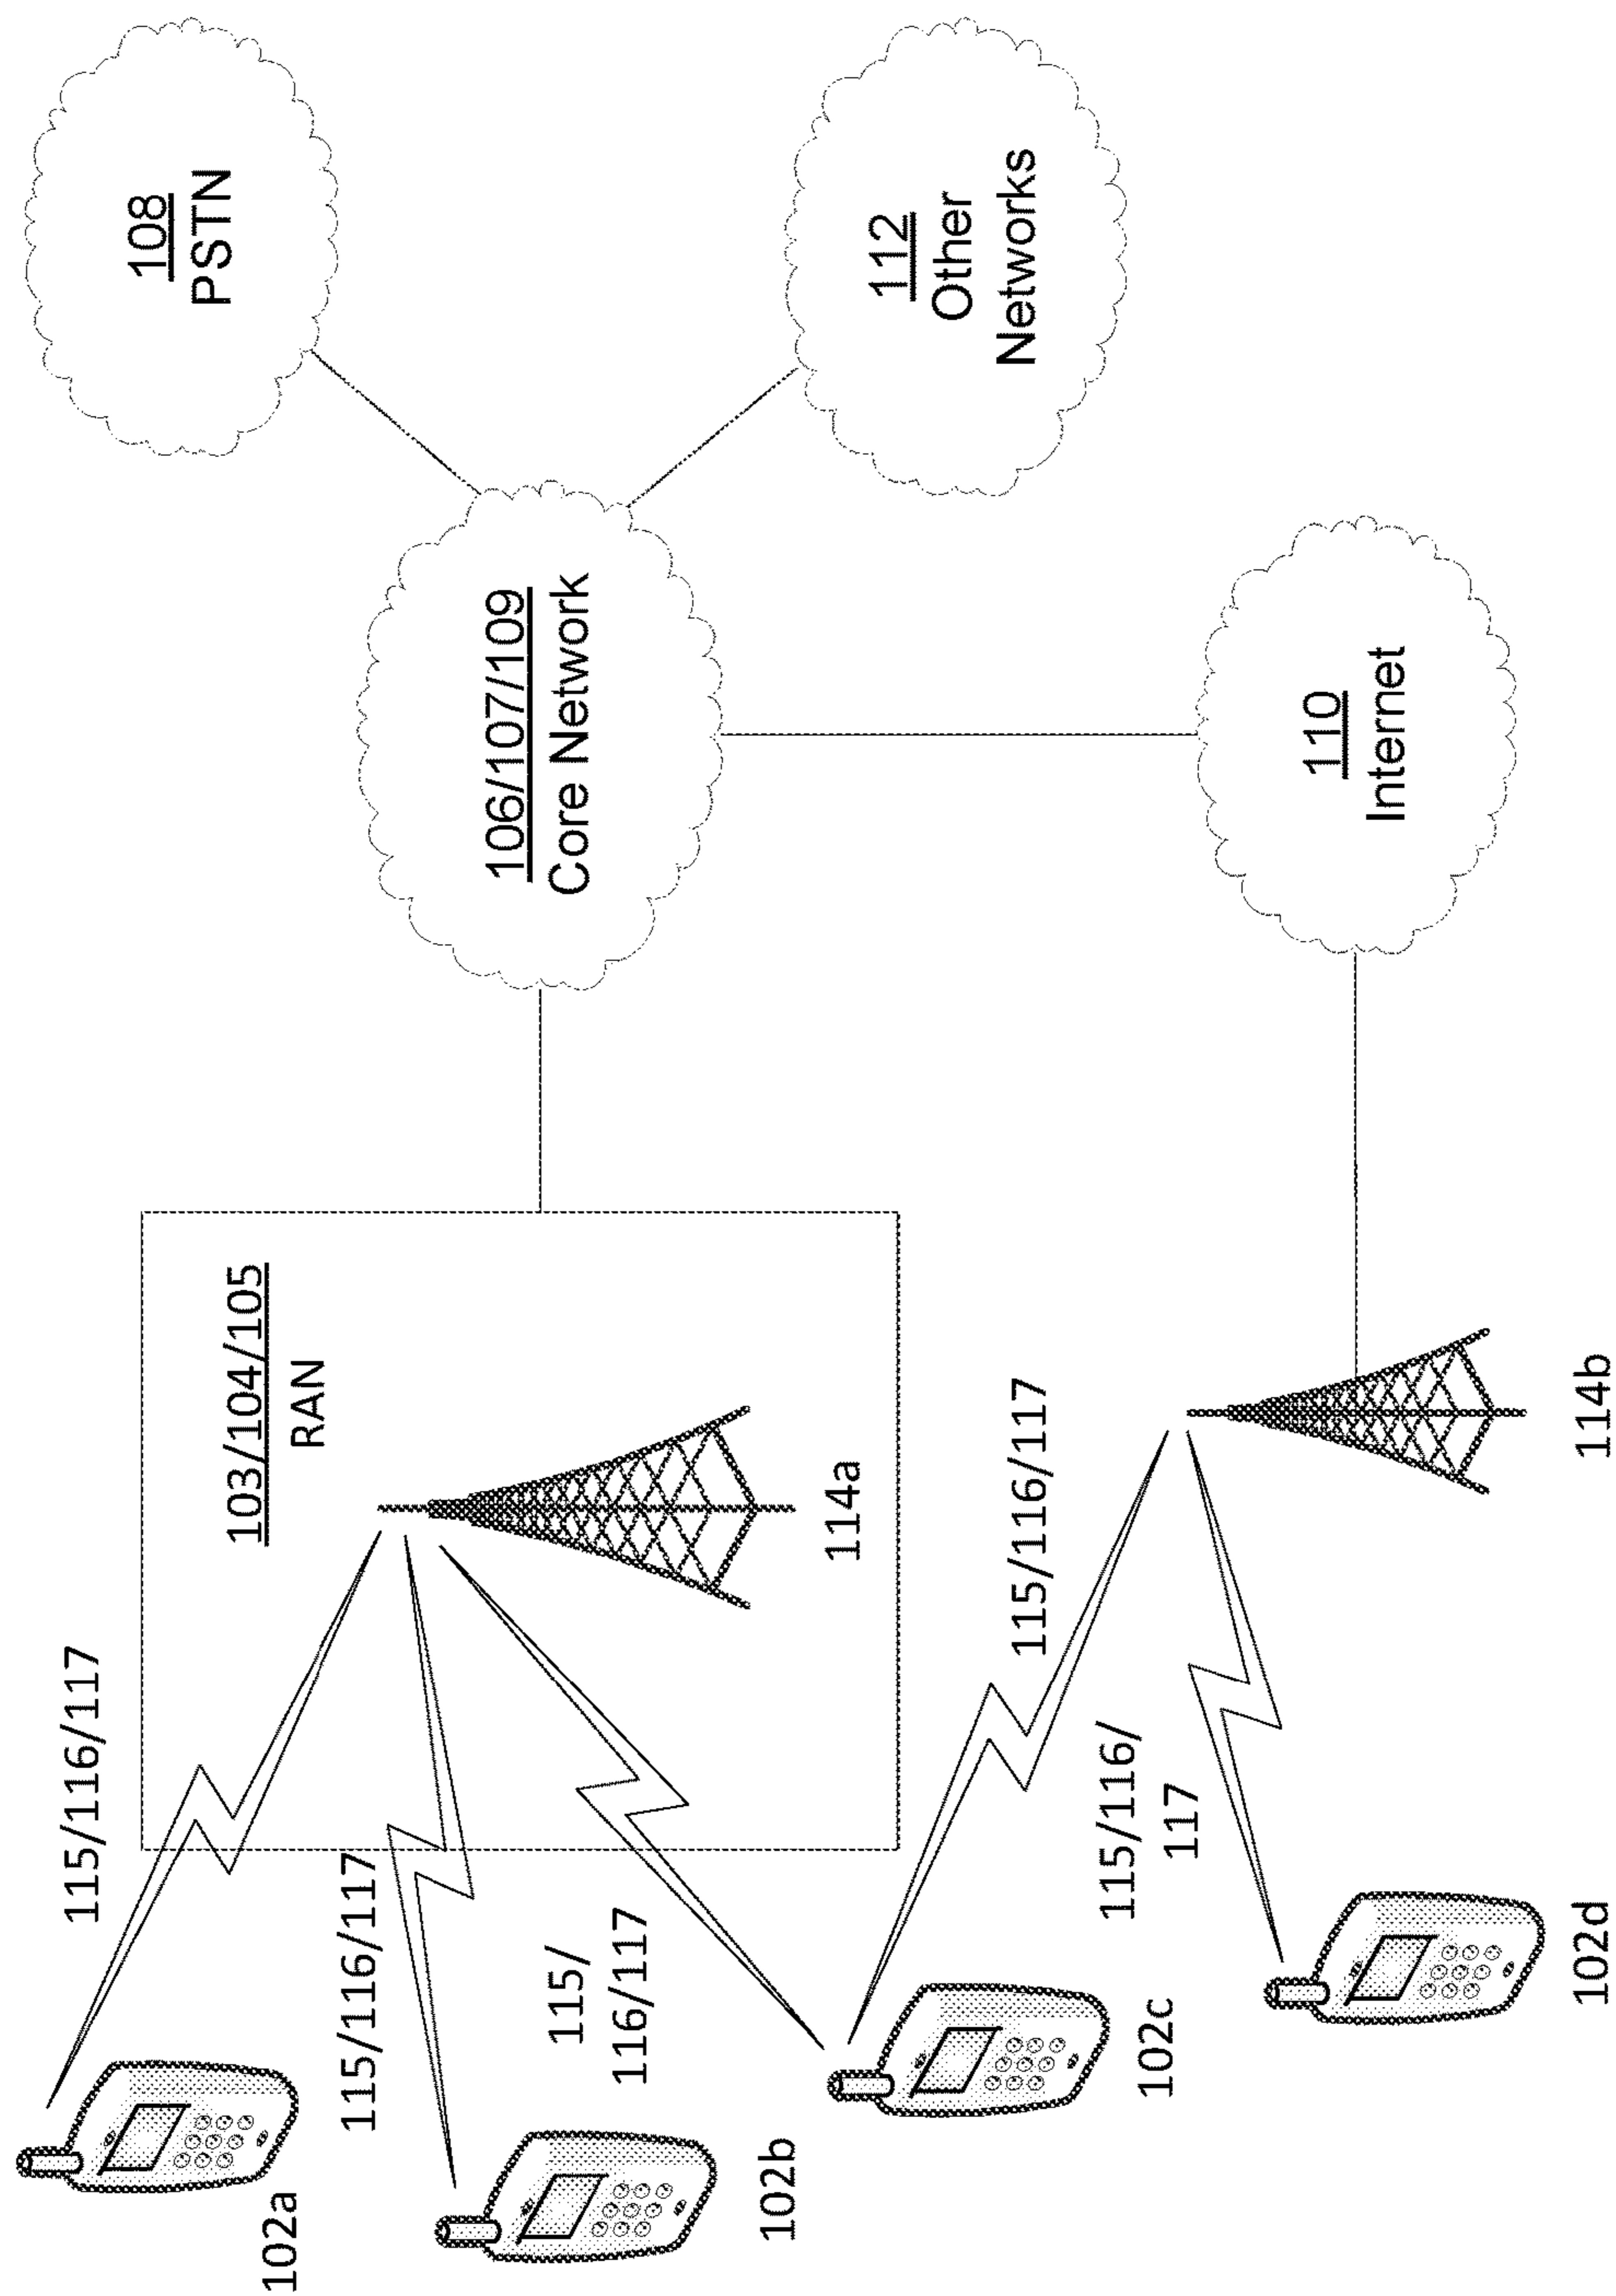 102a
115/116/117
103/104/105
RAN
108
PSTN
115/116/117
102b
115/
116/117
114a
106/107/109
Core Network
112
Other
Networks
102c
115/116/117
115/116/
117
102d
114b
110
Internet